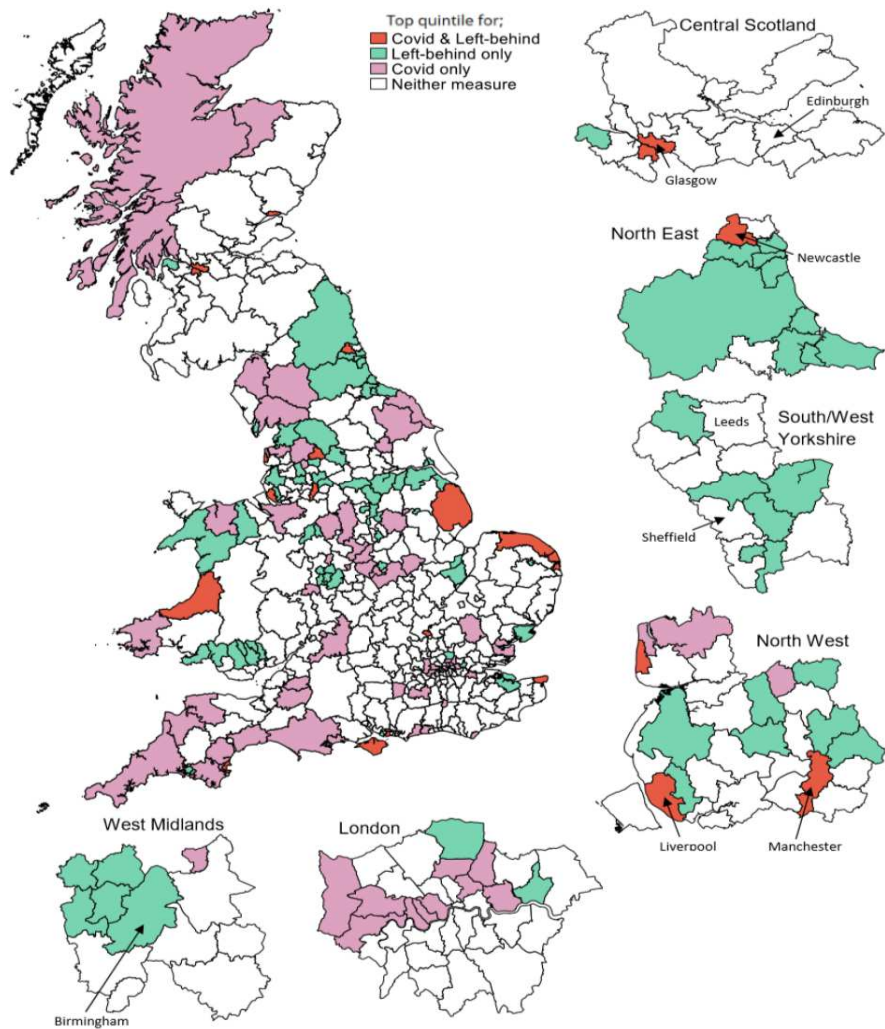 Top quintile for;
Covid & Left-behind
Left-behind only
Covid only
Neither measure
Central Scotland
Edinburgh
Glasgow
North East
Newcastle
South/West
Yorkshire
Leeds
Sheffield
North West
Liverpool
Manchester
West Midlands
Birmingham
London